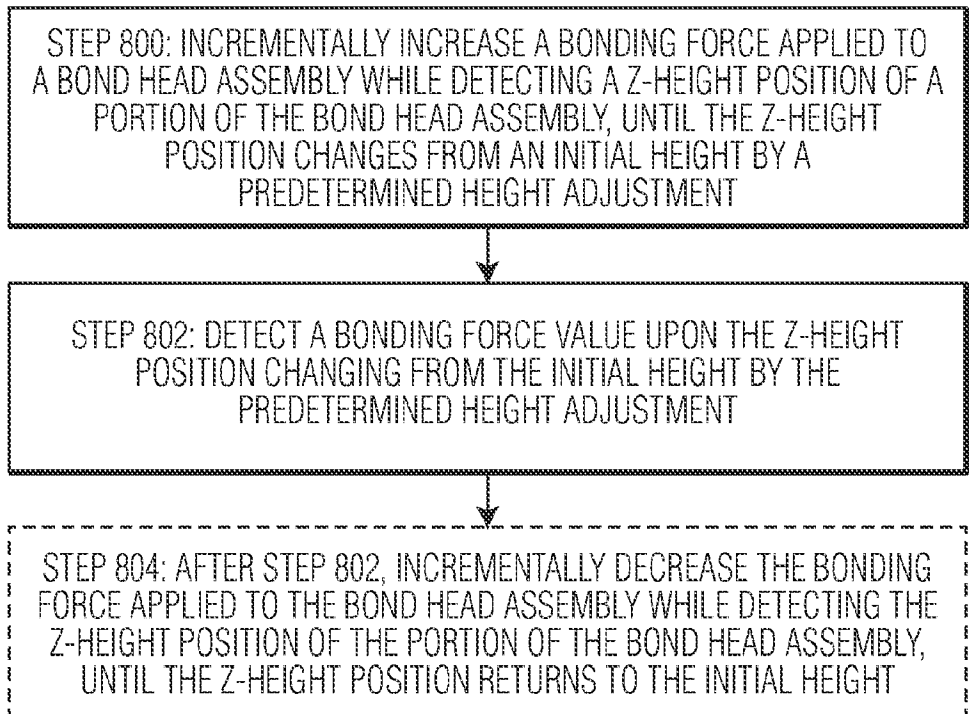 STEP 800: INCREMENTALLY INCREASE A BONDING FORCE APPLIED TO
A BOND HEAD ASSEMBLY WHILE DETECTING A Z-HEIGHT POSITION OF A
PORTION OF THE BOND HEAD ASSEMBLY, UNTIL THE Z-HEIGHT
POSITION CHANGES FROM AN INITIAL HEIGHT BY A
PREDETERMINED HEIGHT ADJUSTMENT
STEP 802: DETECT A BONDING FORCE VALUE UPON THE Z-HEIGHT
POSITION CHANGING FROM THE INITIAL HEIGHT BY THE
PREDETERMINED HEIGHT ADJUSTMENT
STEP 804: AFTER STEP 802, INCREMENTALLY DECREASE THE BONDING
FORCE APPLIED TO THE BOND HEAD ASSEMBLY WHILE DETECTING THE
Z-HEIGHT POSITION OF THE PORTION OF THE BOND HEAD ASSEMBLY,
UNTIL THE Z-HEIGHT POSITION RETURNS TO THE INITIAL HEIGHT